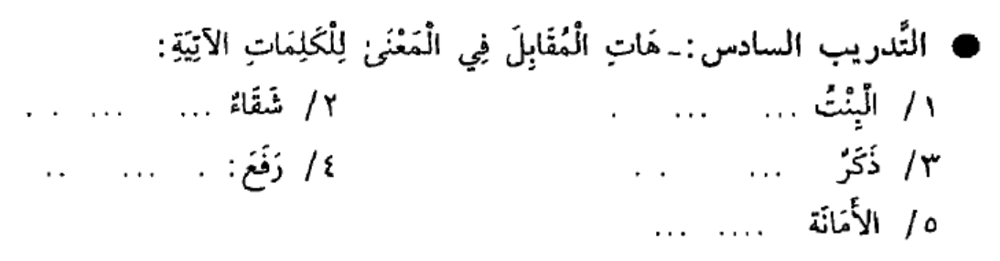 ● التَّدريب السادس :ـ هَاتِ الْمُقَابِلَ فِي الْمَعْنَىٰ لِلْكَلِمَاتِ الآتِيَةِ:
١/ الْبِنْتُ ... ... . ٢/ شَقَاءٌ ... ... . .
٣/ ذَكَرٌ ... . . ٤/ رَفَعَ: . ... ..
٥/ الأَمَانَة .... ...